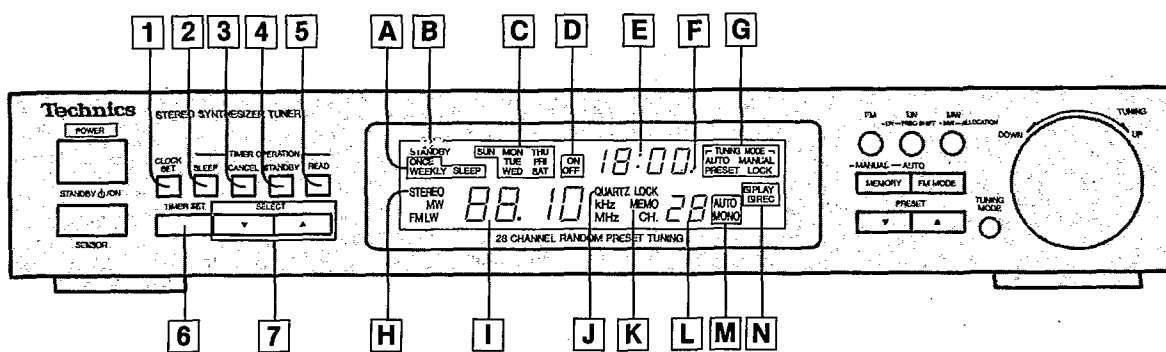 1 2 3 4 5 A B C D E F G
Technics STEREO SYNTHESIZER TUNER
POWER
STANDBY ⏻/ON
SENSOR
TIMER OPERATION
CLOCK SET SLEEP CANCEL STANDBY READ
TIMER SET SELECT
▼ ▲
STANDBY SUN MON THU ON 18:00 TUNING MODE
ONCE TUE FRI OFF AUTO MANUAL
WEEKLY SLEEP WED SAT PRESET LOCK
STEREO 88.10 QUARTZ LOCK PLAY
MW kHz MEMO 28 AUTO REC
FM LW MHz CH. MONO
28 CHANNEL RANDOM PRESET TUNING
FM
MANUAL AUTO
MEMORY FM MODE
PRESET
▼ ▲
TUNING MODE
DOWN TUNING UP
6 7 H I J K L M N